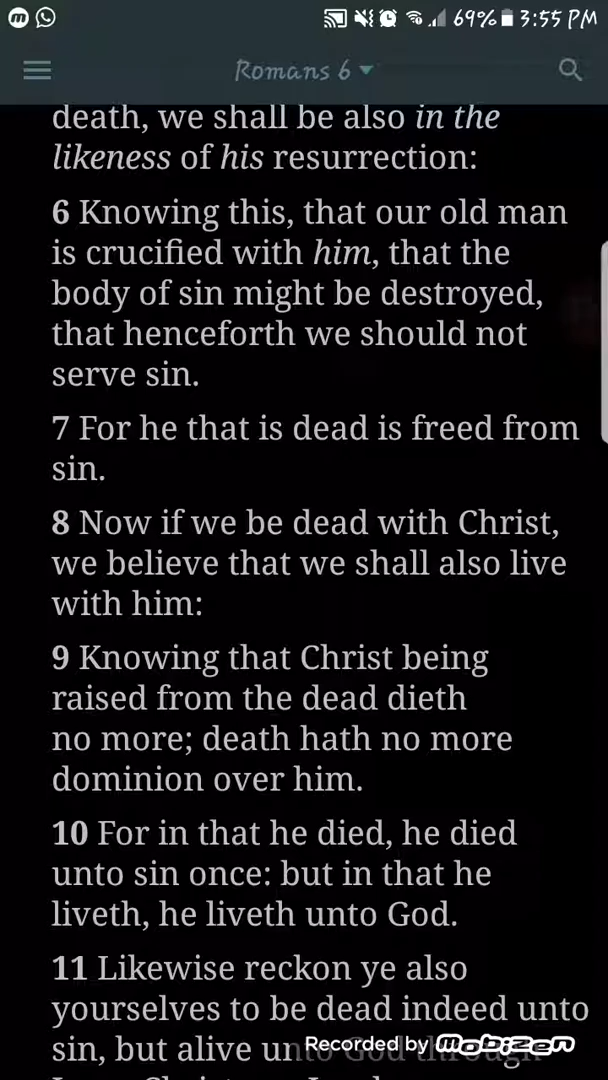 69% 3:55 PM
Romans 6
death, we shall be also in the
likeness of his resurrection:
6 Knowing this, that our old man
is crucified with him, that the
body of sin might be destroyed,
that henceforth we should not
serve sin.
7 For he that is dead is freed from
sin.
8 Now if we be dead with Christ,
we believe that we shall also live
with him:
9 Knowing that Christ being
raised from the dead dieth
no more; death hath no more
dominion over him.
10 For in that he died, he died
unto sin once: but in that he
liveth, he liveth unto God.
11 Likewise reckon ye also
yourselves to be dead indeed unto
sin, but alive unto God through
Recorded by Mobizen